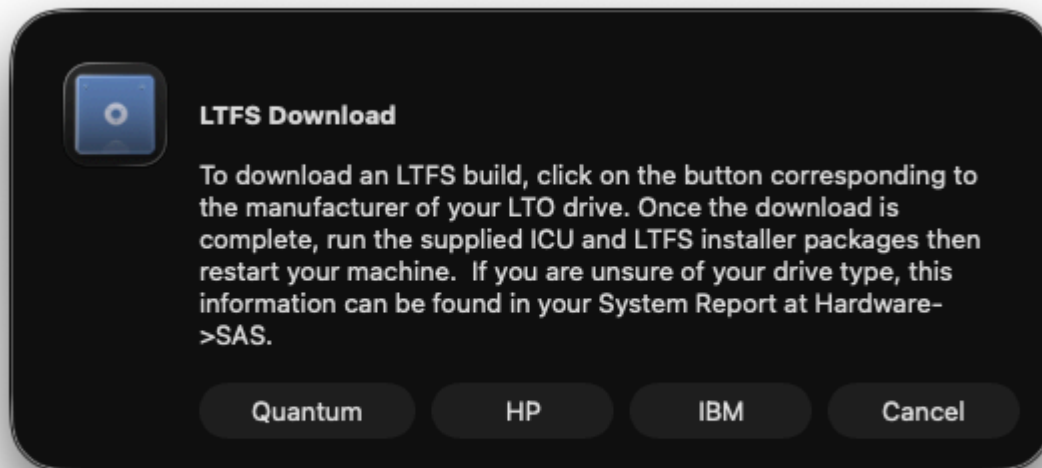 LTFS Download
To download an LTFS build, click on the button corresponding to
the manufacturer of your LTO drive. Once the download is
complete, run the supplied ICU and LTFS installer packages then
restart your machine.  If you are unsure of your drive type, this
information can be found in your System Report at Hardware-
>SAS.
Quantum HP IBM Cancel